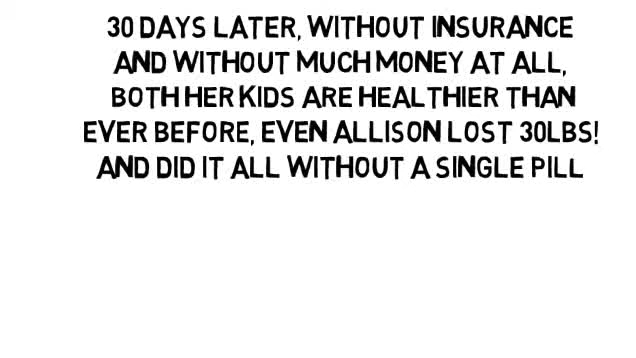 30 DAYS LATER, WITHOUT INSURANCE
AND WITHOUT MUCH MONEY AT ALL,
BOTH HER KIDS ARE HEALTHIER THAN
EVER BEFORE, EVEN ALLISON LOST 30LBS!
AND DID IT ALL WITHOUT A SINGLE PILL